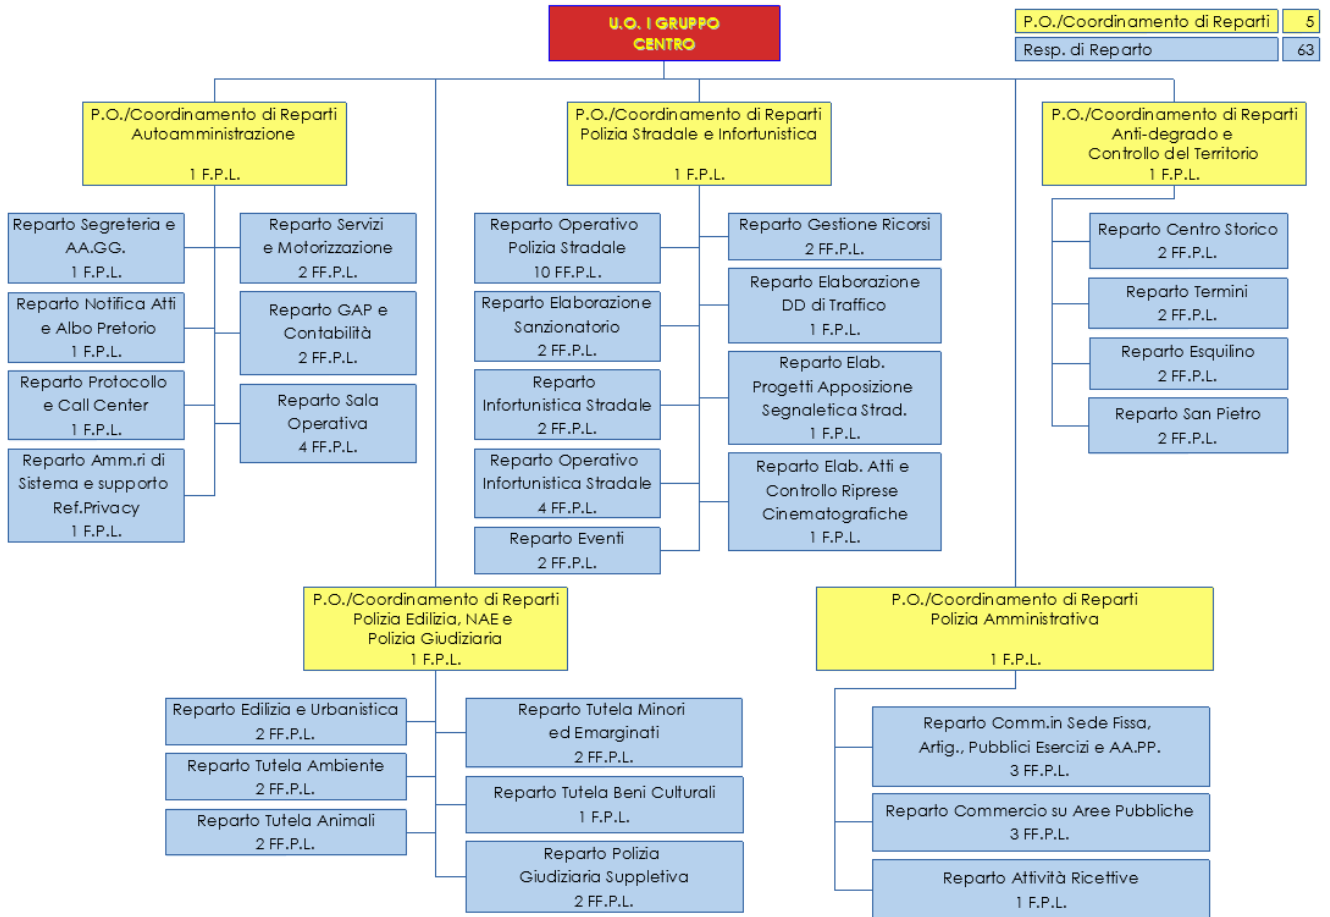 U.O. I GRUPPO
CENTRO
P.O./Coordinamento di Reparti 5
Resp. di Reparto 63
P.O./Coordinamento di Reparti
Autoamministrazione
1 F.P.L.
P.O./Coordinamento di Reparti
Polizia Stradale e Infortunistica
1 F.P.L.
P.O./Coordinamento di Reparti
Anti-degrado e
Controllo del Territorio
1 F.P.L.
Reparto Segreteria e
AA.GG.
1 F.P.L.
Reparto Notifica Atti
e Albo Pretorio
1 F.P.L.
Reparto Protocollo
e Call Center
1 F.P.L.
Reparto Amm.ri di
Sistema e supporto
Ref.Privacy
1 F.P.L.
Reparto Servizi
e Motorizzazione
2 FF.P.L.
Reparto GAP e
Contabilità
2 FF.P.L.
Reparto Sala
Operativa
4 FF.P.L.
Reparto Operativo
Polizia Stradale
10 FF.P.L.
Reparto Elaborazione
Sanzionatorio
2 FF.P.L.
Reparto
Infortunistica Stradale
2 FF.P.L.
Reparto Operativo
Infortunistica Stradale
4 FF.P.L.
Reparto Eventi
2 FF.P.L.
Reparto Gestione Ricorsi
2 FF.P.L.
Reparto Elaborazione
DD di Traffico
1 F.P.L.
Reparto Elab.
Progetti Apposizione
Segnaletica Strad.
1 F.P.L.
Reparto Elab. Atti e
Controllo Riprese
Cinematografiche
1 F.P.L.
Reparto Centro Storico
2 FF.P.L.
Reparto Termini
2 FF.P.L.
Reparto Esquilino
2 FF.P.L.
Reparto San Pietro
2 FF.P.L.
P.O./Coordinamento di Reparti
Polizia Edilizia, NAE e
Polizia Giudiziaria
1 F.P.L.
P.O./Coordinamento di Reparti
Polizia Amministrativa
1 F.P.L.
Reparto Edilizia e Urbanistica
2 FF.P.L.
Reparto Tutela Ambiente
2 FF.P.L.
Reparto Tutela Animali
2 FF.P.L.
Reparto Tutela Minori
ed Emarginati
2 FF.P.L.
Reparto Tutela Beni Culturali
1 F.P.L.
Reparto Polizia
Giudiziaria Suppletiva
2 FF.P.L.
Reparto Comm.in Sede Fissa,
Artig., Pubblici Esercizi e AA.PP.
3 FF.P.L.
Reparto Commercio su Aree Pubbliche
3 FF.P.L.
Reparto Attività Ricettive
1 F.P.L.